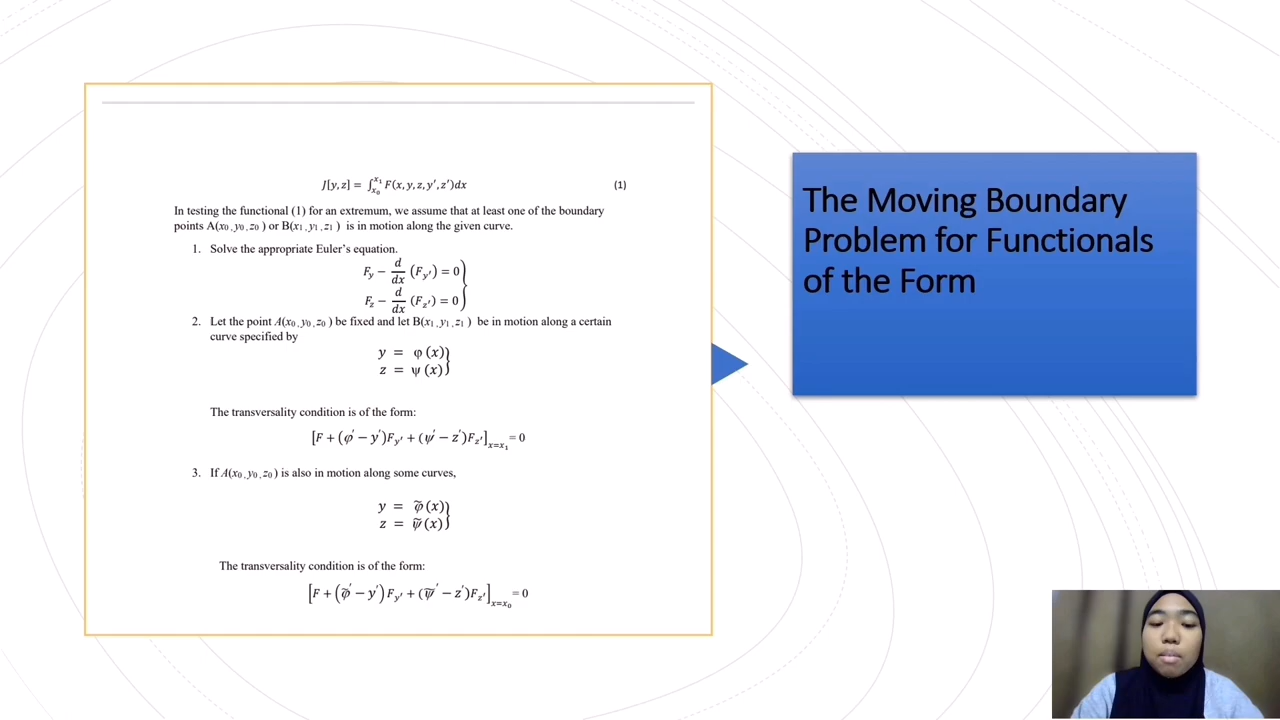 J[y, z] = ∫_{x₀}^{x₁} F(x, y, z, y′, z′)dx (1)
In testing the functional (1) for an extremum, we assume that at least one of the boundary
points A(x₀ , y₀ , z₀ ) or B(x₁ , y₁ , z₁ ) is in motion along the given curve.
1. Solve the appropriate Euler's equation.
F_y − d/dx (F_{y′}) = 0
F_z − d/dx (F_{z′}) = 0}
2. Let the point A(x₀ , y₀ , z₀ ) be fixed and let B(x₁ , y₁ , z₁ ) be in motion along a certain
curve specified by
y = φ (x)
z = ψ (x)}
The transversality condition is of the form:
[F + (φ′ − y′)F_{y′} + (ψ′ − z′)F_{z′}]_{x=x₁} = 0
3. If A(x₀ , y₀ , z₀ ) is also in motion along some curves,
y = φ̃ (x)
z = ψ̃ (x)}
The transversality condition is of the form:
[F + (φ̃′ − y′) F_{y′} + (ψ̃′ − z′)F_{z′}]_{x=x₀} = 0
The Moving Boundary
Problem for Functionals
of the Form